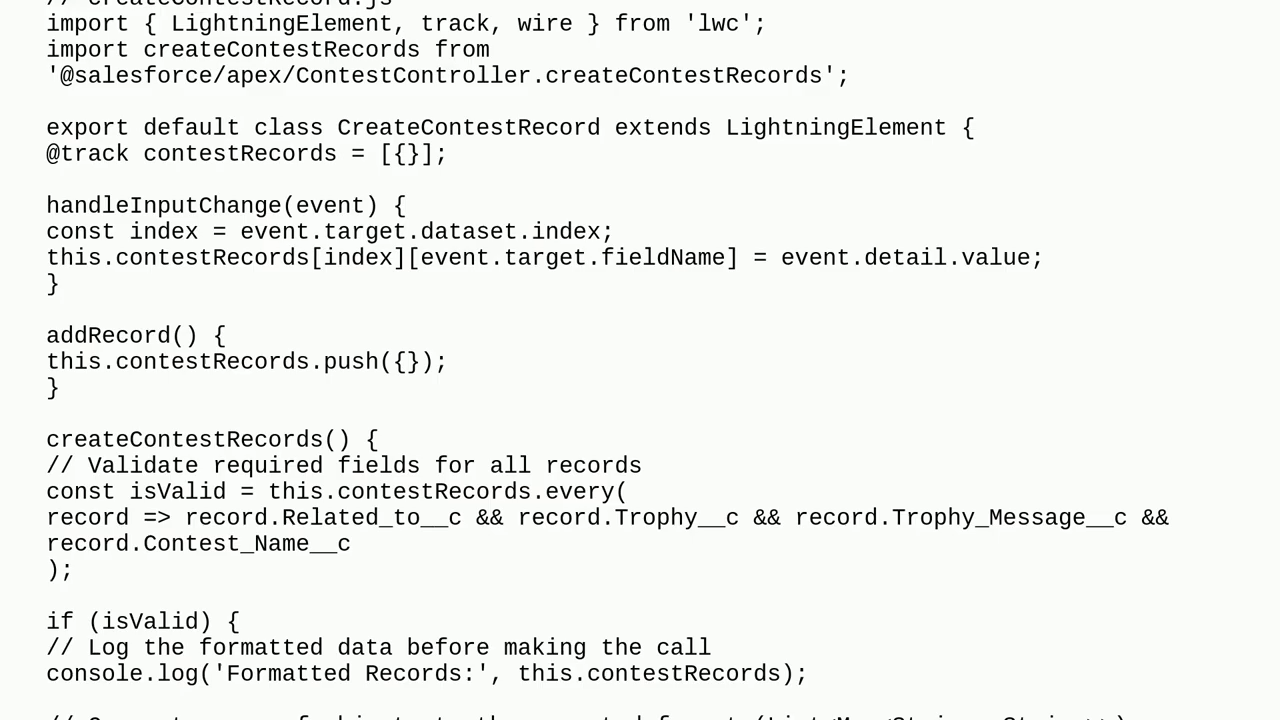 // createContestRecord.js
import { LightningElement, track, wire } from 'lwc';
import createContestRecords from
'@salesforce/apex/ContestController.createContestRecords';
export default class CreateContestRecord extends LightningElement {
@track contestRecords = [{}];
handleInputChange(event) {
const index = event.target.dataset.index;
this.contestRecords[index][event.target.fieldName] = event.detail.value;
}
addRecord() {
this.contestRecords.push({});
}
createContestRecords() {
// Validate required fields for all records
const isValid = this.contestRecords.every(
record => record.Related_to__c && record.Trophy__c && record.Trophy_Message__c &&
record.Contest_Name__c
);
if (isValid) {
// Log the formatted data before making the call
console.log('Formatted Records:', this.contestRecords);